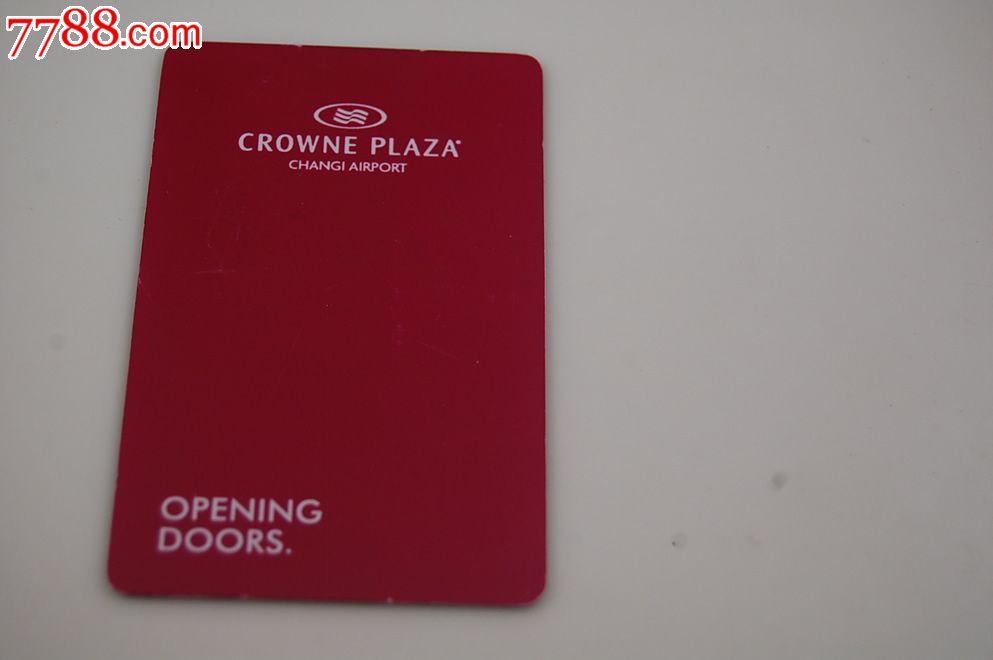 7788.com
CROWNE PLAZA
CHANGI AIRPORT
OPENING
DOORS.